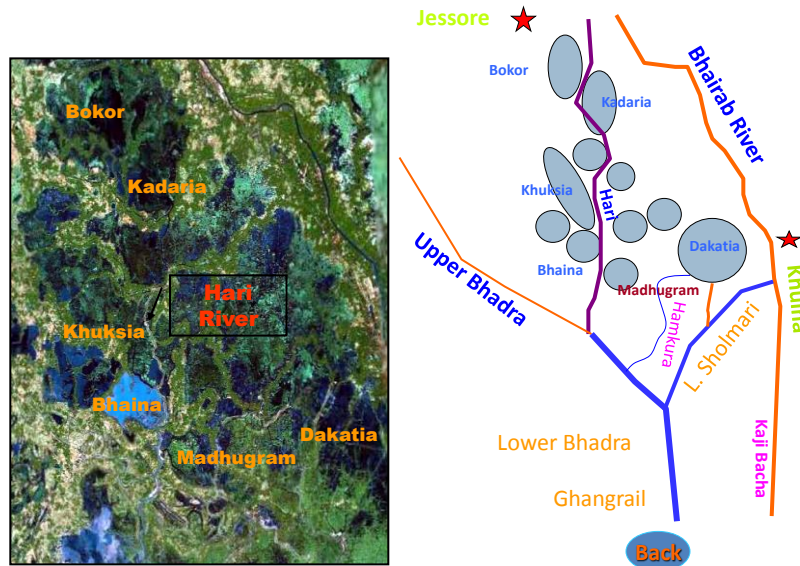 Bokor
Kadaria
Hari
River
Khuksia
Bhaina
Dakatia
Madhugram
Jessore
Bokor
Kadaria
Bhairab River
Khuksia
Hari
Dakatia
Upper Bhadra
Bhaina
Madhugram
Khulna
Hamkura
L. Sholmari
Lower Bhadra
Kaji Bacha
Ghangrail
Back